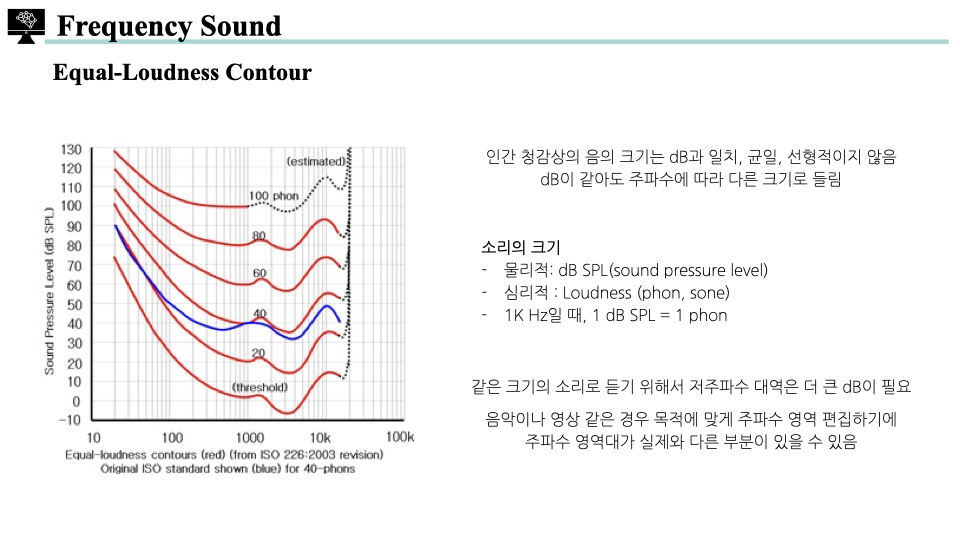 Frequency Sound
Equal-Loudness Contour
인간 청감상의 음의 크기는 dB과 일치, 균일, 선형적이지 않음
dB이 같아도 주파수에 따라 다른 크기로 들림
소리의 크기
- 물리적: dB SPL(sound pressure level)
- 심리적 : Loudness (phon, sone)
- 1K Hz일 때, 1 dB SPL = 1 phon
같은 크기의 소리로 듣기 위해서 저주파수 대역은 더 큰 dB이 필요
음악이나 영상 같은 경우 목적에 맞게 주파수 영역 편집하기에
주파수 영역대가 실제와 다른 부분이 있을 수 있음
Sound Pressure Level (dB SPL)
130
120
110
100
90
80
70
60
50
40
30
20
10
0
-10
(estimated)
100 phon
80
60
40
20
(threshold)
10 100 1000 10k 100k
Equal-loudness contours (red) (from ISO 226:2003 revision)
Original ISO standard shown (blue) for 40-phons